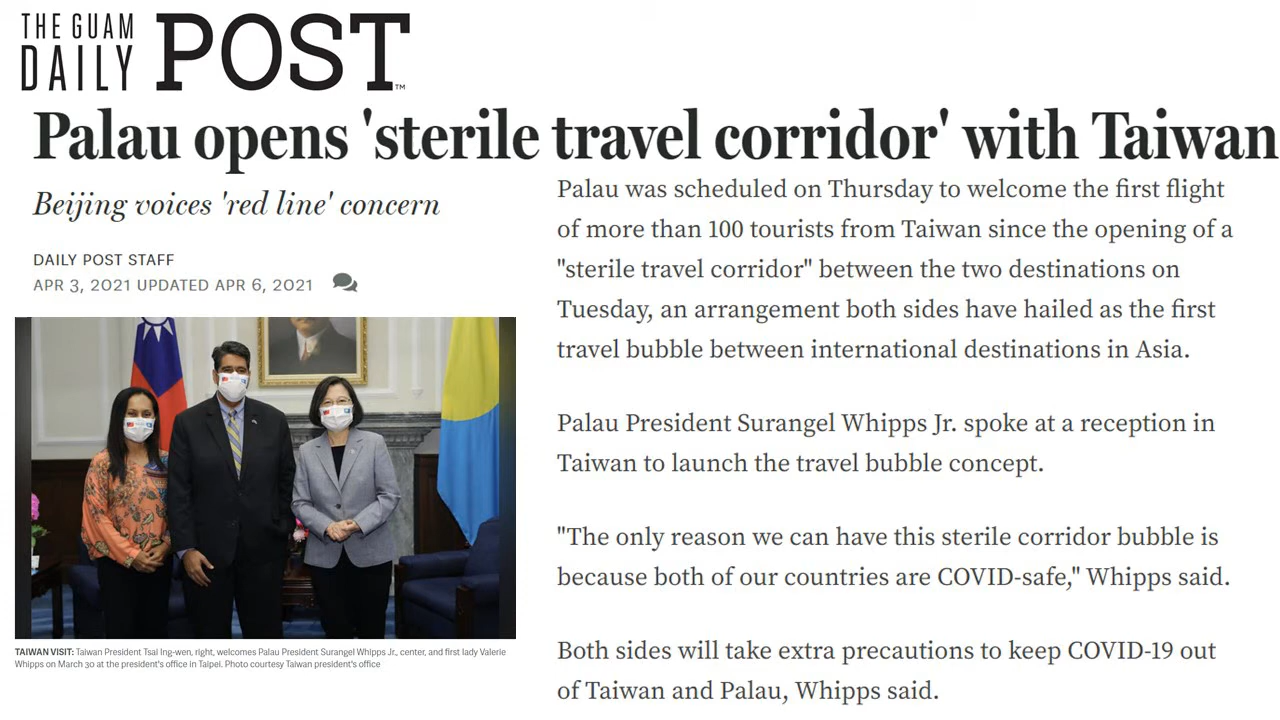 THE GUAM
DAILY POST™
Palau opens 'sterile travel corridor' with Taiwan
Beijing voices 'red line' concern
DAILY POST STAFF
APR 3, 2021 UPDATED APR 6, 2021
TAIWAN VISIT: Taiwan President Tsai Ing-wen, right, welcomes Palau President Surangel Whipps Jr., center, and first lady Valerie
Whipps on March 30 at the president's office in Taipei. Photo courtesy Taiwan president's office
Palau was scheduled on Thursday to welcome the first flight
of more than 100 tourists from Taiwan since the opening of a
"sterile travel corridor" between the two destinations on
Tuesday, an arrangement both sides have hailed as the first
travel bubble between international destinations in Asia.
Palau President Surangel Whipps Jr. spoke at a reception in
Taiwan to launch the travel bubble concept.
"The only reason we can have this sterile corridor bubble is
because both of our countries are COVID-safe," Whipps said.
Both sides will take extra precautions to keep COVID-19 out
of Taiwan and Palau, Whipps said.